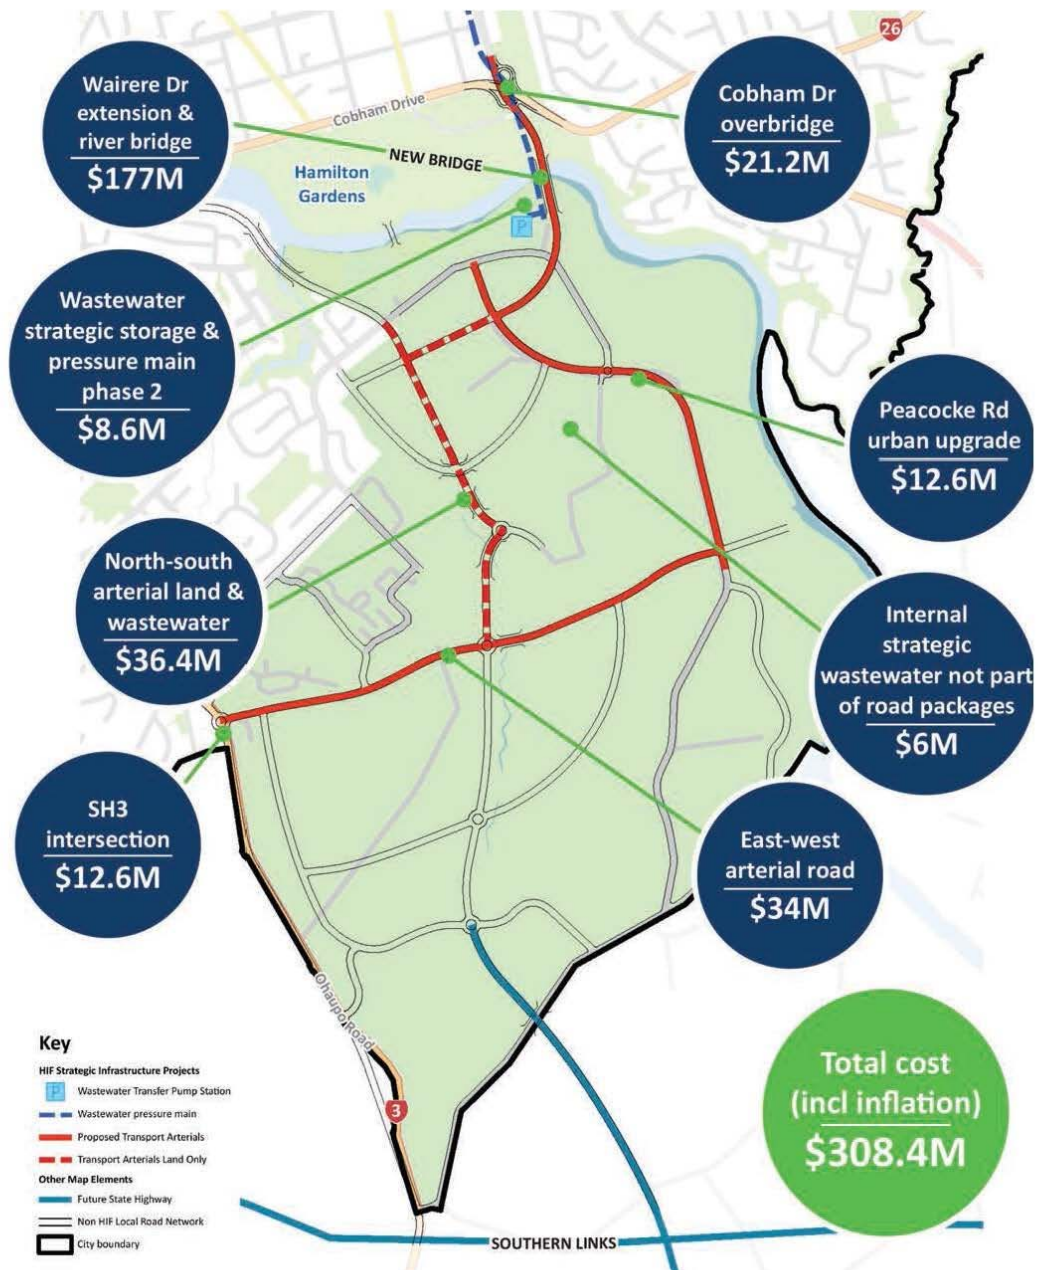 26
Wairere Dr
extension &
river bridge
$177M
Cobham Drive
Cobham Dr
overbridge
$21.2M
NEW BRIDGE
Hamilton
Gardens
P
Wastewater
strategic storage &
pressure main
phase 2
$8.6M
Peacocke Rd
urban upgrade
$12.6M
North-south
arterial land &
wastewater
$36.4M
Internal
strategic
wastewater not part
of road packages
$6M
SH3
intersection
$12.6M
East-west
arterial road
$34M
Ohaupo Road
3
Key
HIF Strategic Infrastructure Projects
P
Wastewater Transfer Pump Station
Wastewater pressure main
Proposed Transport Arterials
Transport Arterials Land Only
Other Map Elements
Future State Highway
Non HIF Local Road Network
City boundary
Total cost
(incl inflation)
$308.4M
SOUTHERN LINKS